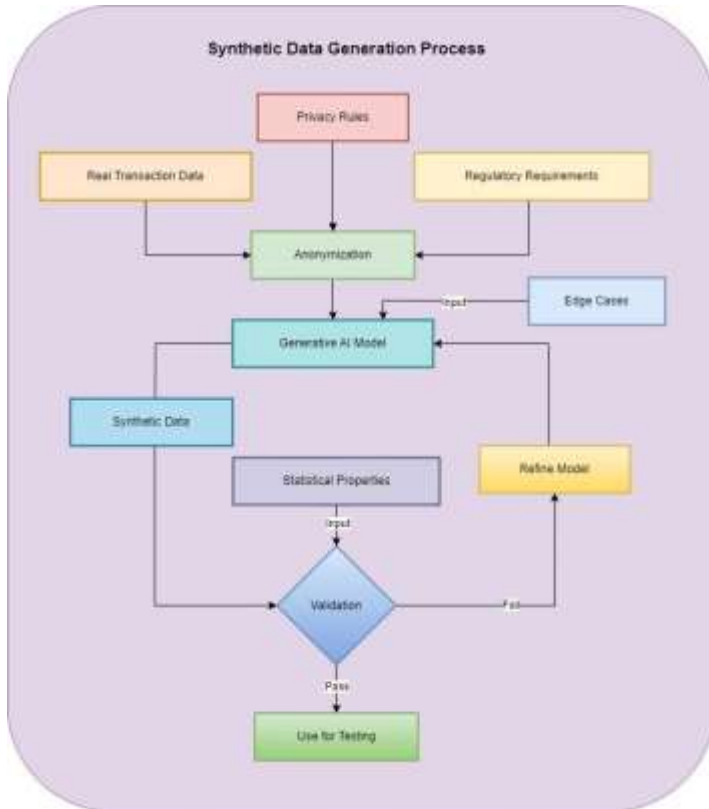 Synthetic Data Generation Process
Privacy Rules
Real Transaction Data
Regulatory Requirements
Anonymization
Edge Cases
Input
Generative AI Model
Synthetic Data
Refine Model
Statistical Properties
Input
Validation
Fail
Pass
Use for Testing